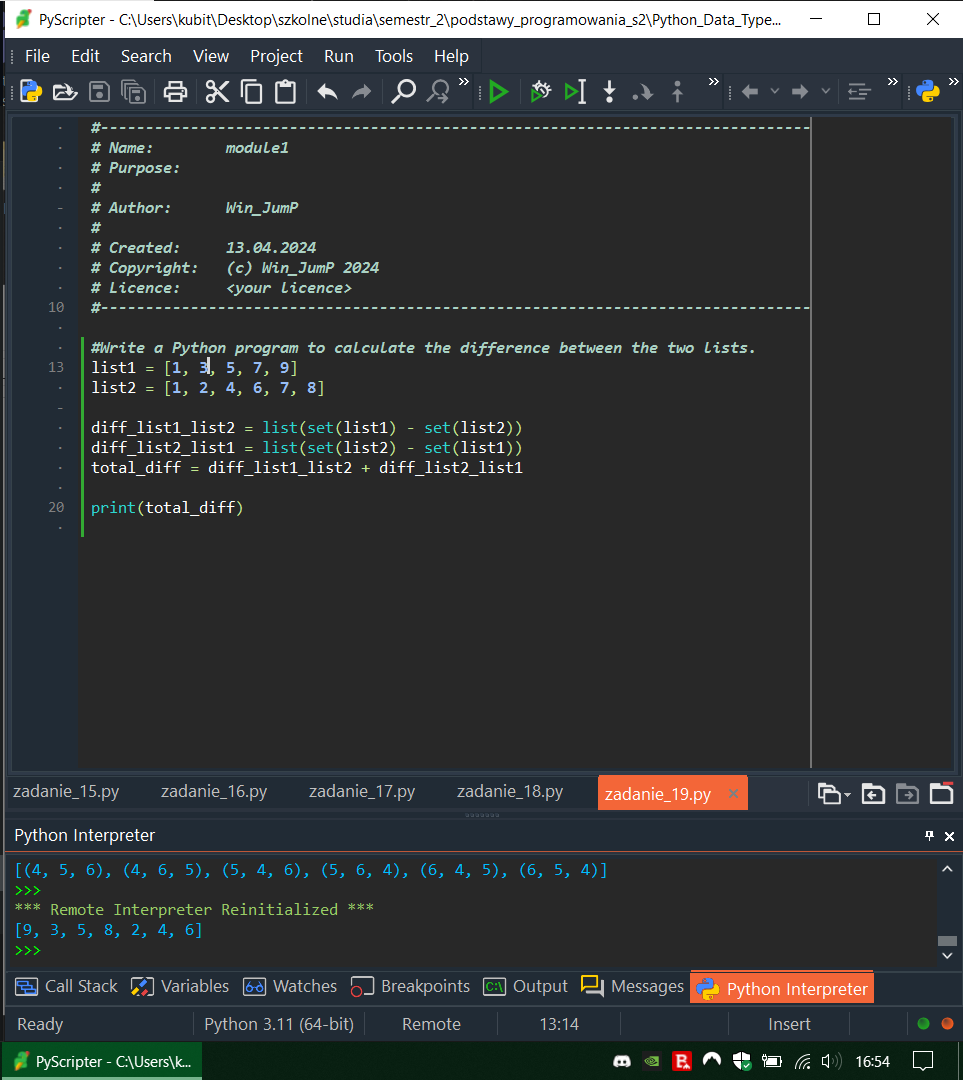 PyScripter - C:\Users\kubit\Desktop\szkolne\studia\semestr_2\podstawy_programowania_s2\Python_Data_Type...
File Edit Search View Project Run Tools Help
#-------------------------------------------------------------------------------
# Name:        module1
# Purpose:
#
# Author:      Win_JumP
#
# Created:     13.04.2024
# Copyright:   (c) Win_JumP 2024
# Licence:     <your licence>
10 #-------------------------------------------------------------------------------
#Write a Python program to calculate the difference between the two lists.
13 list1 = [1, 3, 5, 7, 9]
list2 = [1, 2, 4, 6, 7, 8]
diff_list1_list2 = list(set(list1) - set(list2))
diff_list2_list1 = list(set(list2) - set(list1))
total_diff = diff_list1_list2 + diff_list2_list1
20 print(total_diff)
zadanie_15.py zadanie_16.py zadanie_17.py zadanie_18.py zadanie_19.py
Python Interpreter
[(4, 5, 6), (4, 6, 5), (5, 4, 6), (5, 6, 4), (6, 4, 5), (6, 5, 4)]
>>>
*** Remote Interpreter Reinitialized ***
[9, 3, 5, 8, 2, 4, 6]
>>>
Call Stack Variables Watches Breakpoints Output Messages Python Interpreter
Ready Python 3.11 (64-bit) Remote 13:14 Insert
PyScripter - C:\Users\k... 16:54